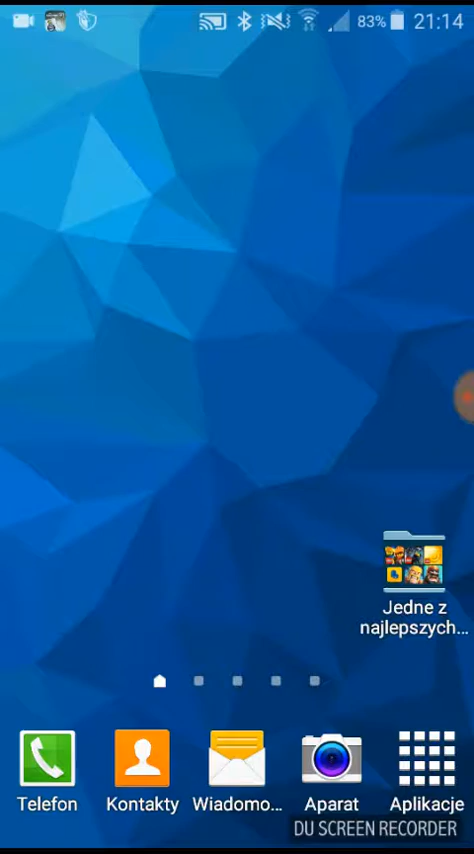 83% 21:14
Jedne z
najlepszych...
Telefon Kontakty Wiadomo... Aparat Aplikacje
DU SCREEN RECORDER